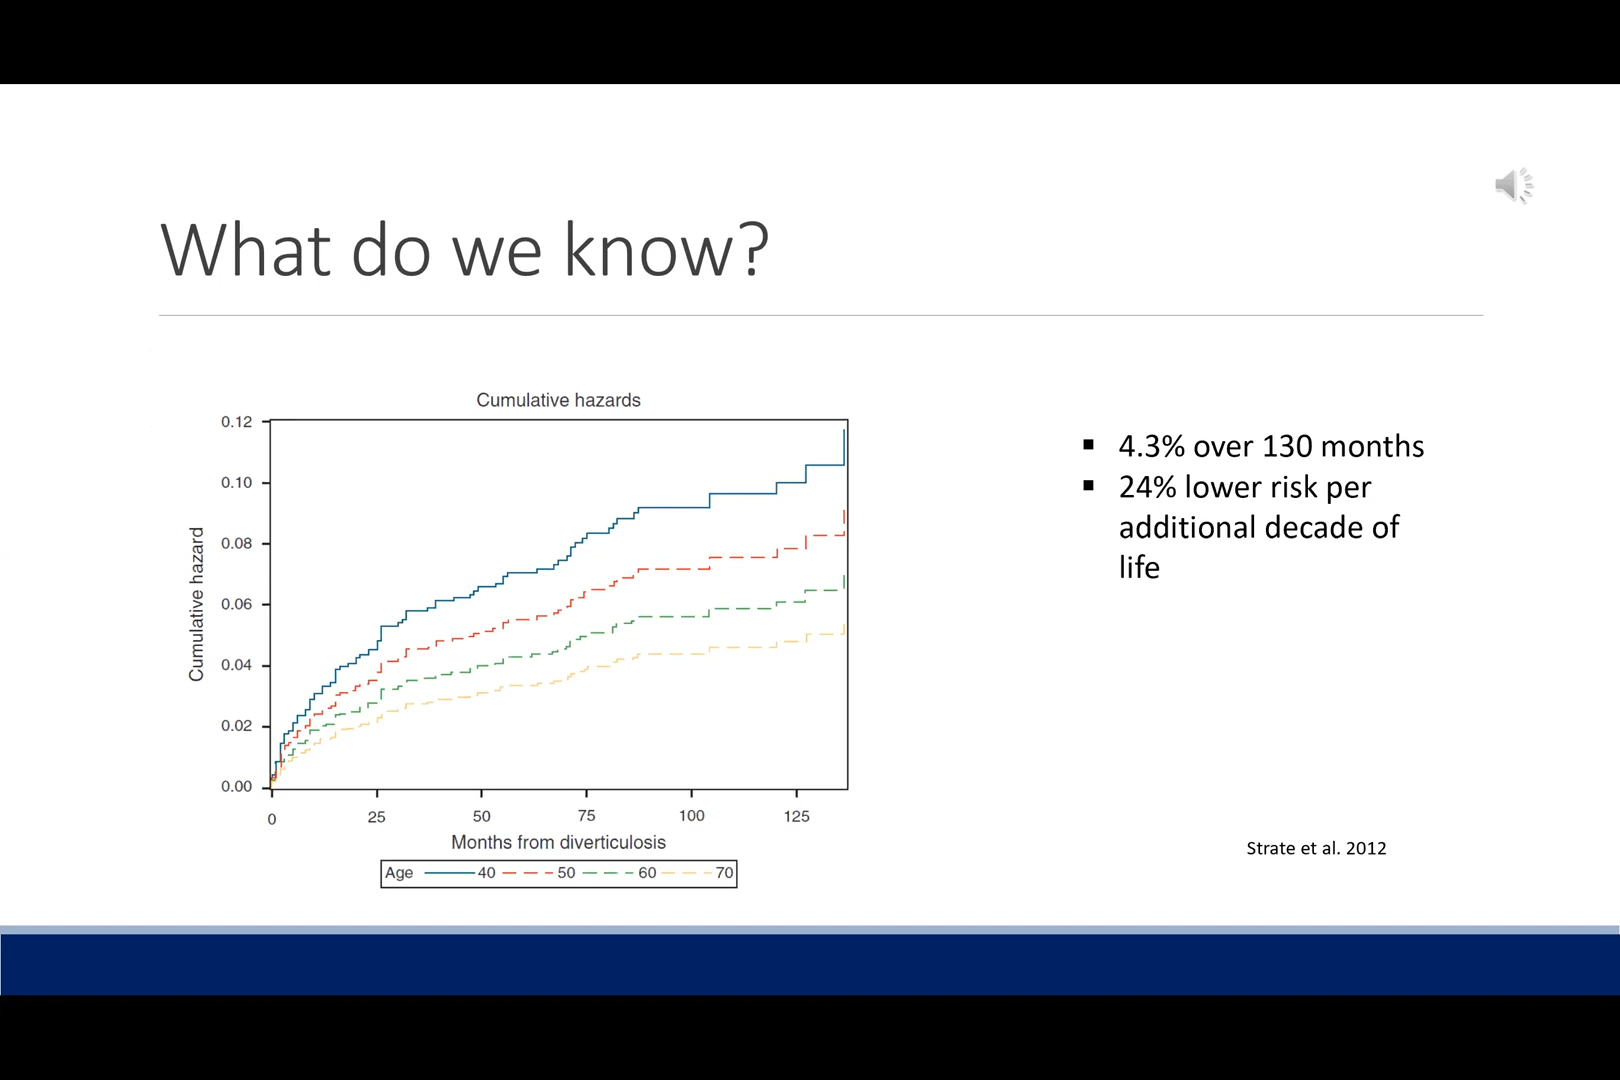 What do we know?
Cumulative hazards
0.12
0.10
0.08
0.06
0.04
0.02
0.00
Cumulative hazard
0 25 50 75 100 125
Months from diverticulosis
Age 40 50 60 70
▪ 4.3% over 130 months
▪ 24% lower risk per
additional decade of
life
Strate et al. 2012